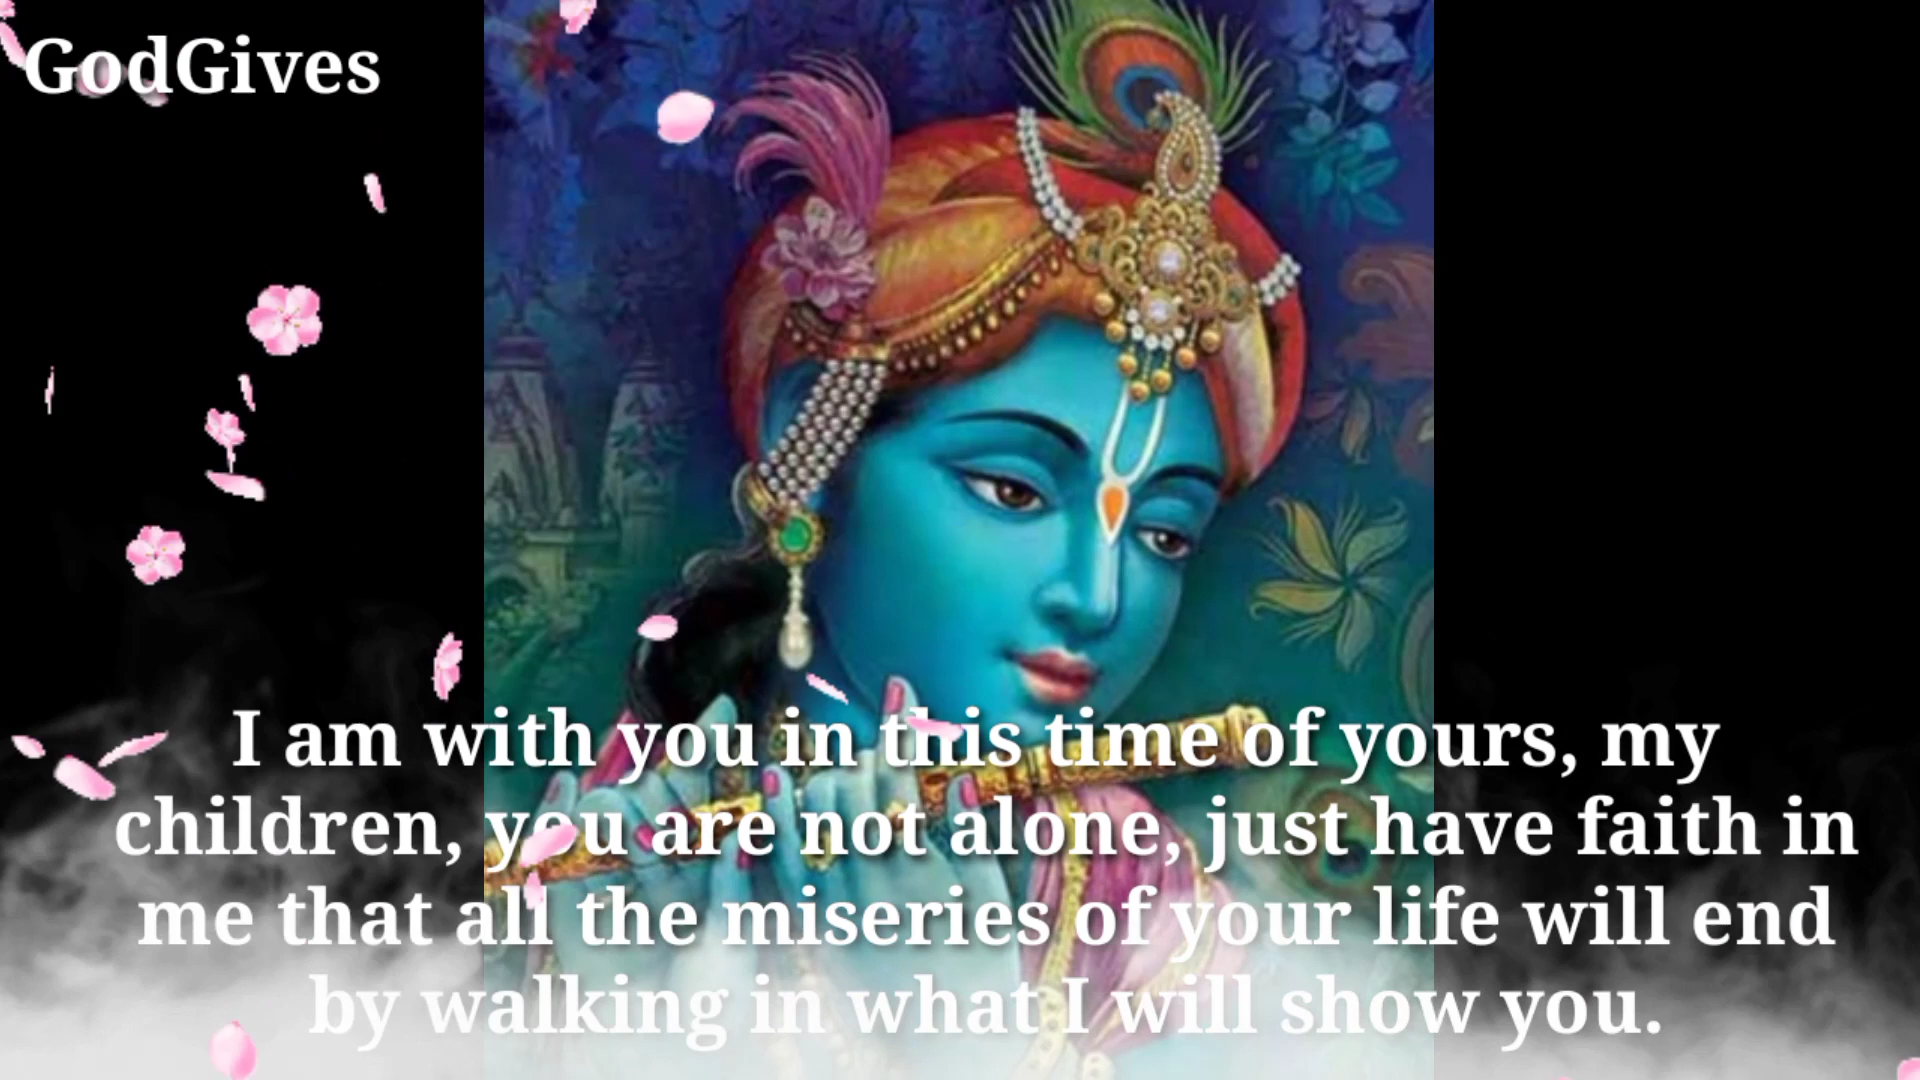 GodGives
I am with you in this time of yours, my
children, you are not alone, just have faith in
me that all the miseries of your life will end
by walking in what I will show you.